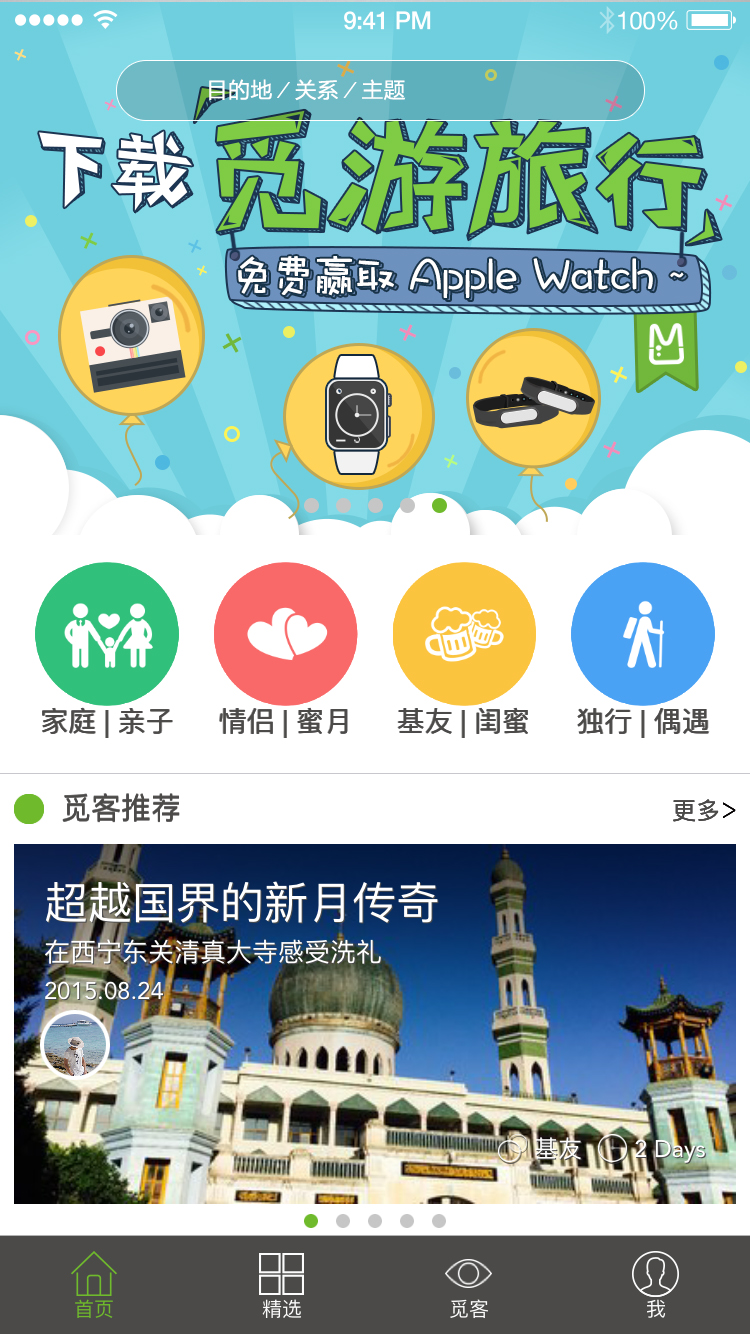 9:41 PM
100%
目的地 / 关系 / 主题
下载「觅游旅行」
免费赢取 Apple Watch ~
家庭 | 亲子
情侣 | 蜜月
基友 | 闺蜜
独行 | 偶遇
觅客推荐
更多>
超越国界的新月传奇
在西宁东关清真大寺感受洗礼
2015.08.24
基友
2 Days
首页
精选
觅客
我